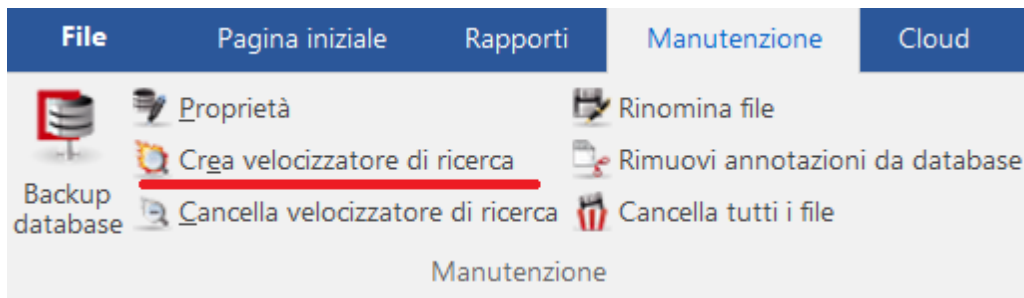 File Pagina iniziale Rapporti Manutenzione Cloud
Backup database
Proprietà
Crea velocizzatore di ricerca
Cancella velocizzatore di ricerca
Rinomina file
Rimuovi annotazioni da database
Cancella tutti i file
Manutenzione